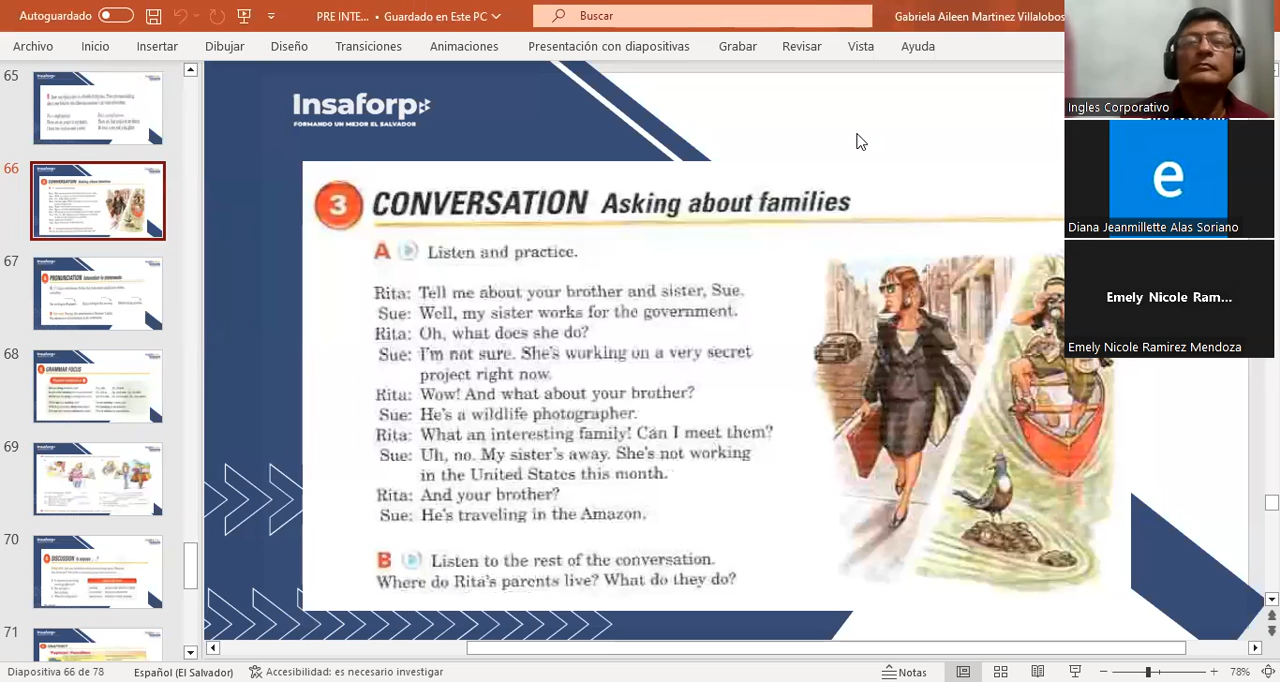 Autoguardado
PRE INTE... • Guardado en Este PC
Buscar
Gabriela Aileen Martinez Villalobos
Archivo
Inicio
Insertar
Dibujar
Diseño
Transiciones
Animaciones
Presentación con diapositivas
Grabar
Revisar
Vista
Ayuda
65
66
67
68
69
70
71
Insaforp
FORMANDO UN MEJOR EL SALVADOR
3 CONVERSATION Asking about families
A Listen and practice.
Rita: Tell me about your brother and sister, Sue.
Sue: Well, my sister works for the government.
Rita: Oh, what does she do?
Sue: I'm not sure. She's working on a very secret
project right now.
Rita: Wow! And what about your brother?
Sue: He's a wildlife photographer.
Rita: What an interesting family! Can I meet them?
Sue: Uh, no. My sister's away. She's not working
in the United States this month.
Rita: And your brother?
Sue: He's traveling in the Amazon.
B Listen to the rest of the conversation.
Where do Rita's parents live? What do they do?
Ingles Corporativo
e
Diana Jeanmillette Alas Soriano
Emely Nicole Ram...
Emely Nicole Ramirez Mendoza
Diapositiva 66 de 78
Español (El Salvador)
Accesibilidad: es necesario investigar
Notas
78%